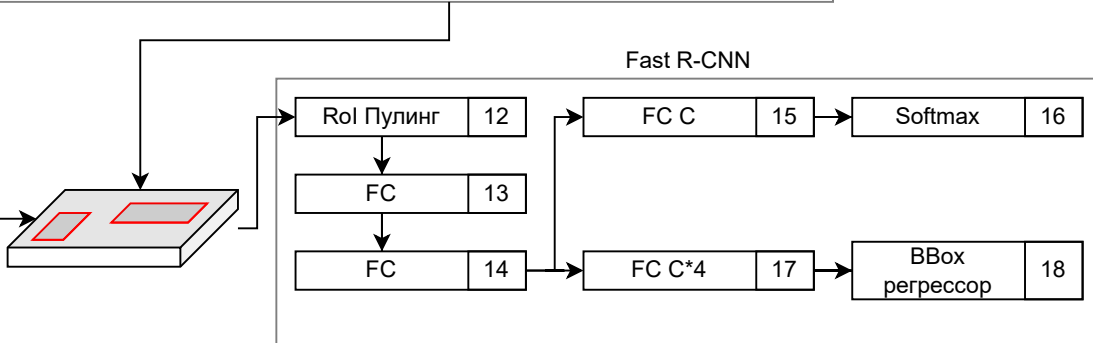 Fast R-CNN
RoI Пулинг 12
FC C 15
Softmax 16
FC 13
FC 14
FC C*4 17
BBox
регрессор 18